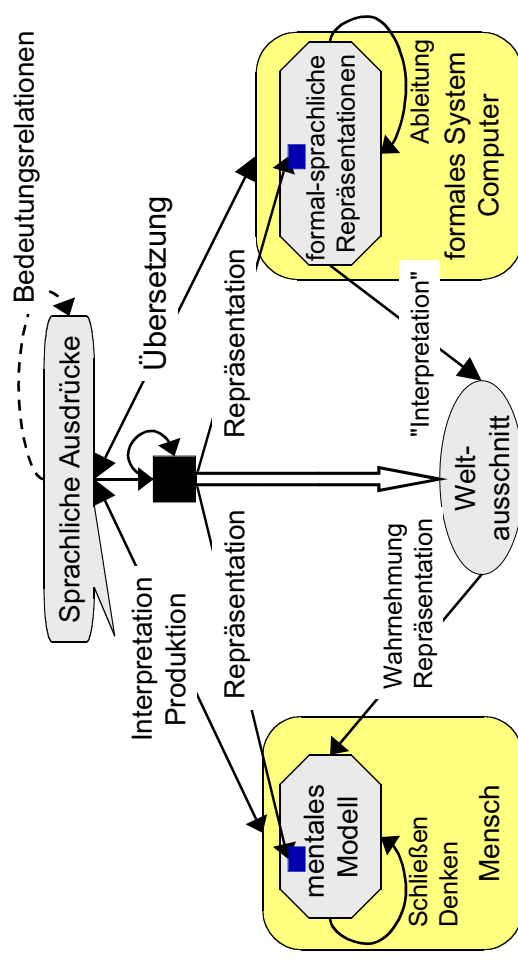 Bedeutungsrelationen
Sprachliche Ausdrücke
Interpretation
Produktion
Übersetzung
Repräsentation
Repräsentation
mentales
Modell
Schließen
Denken
Mensch
Wahrnehmung
Repräsentation
Welt-
ausschnitt
"Interpretation"
formal-sprachliche
Repräsentationen
Ableitung
formales System
Computer